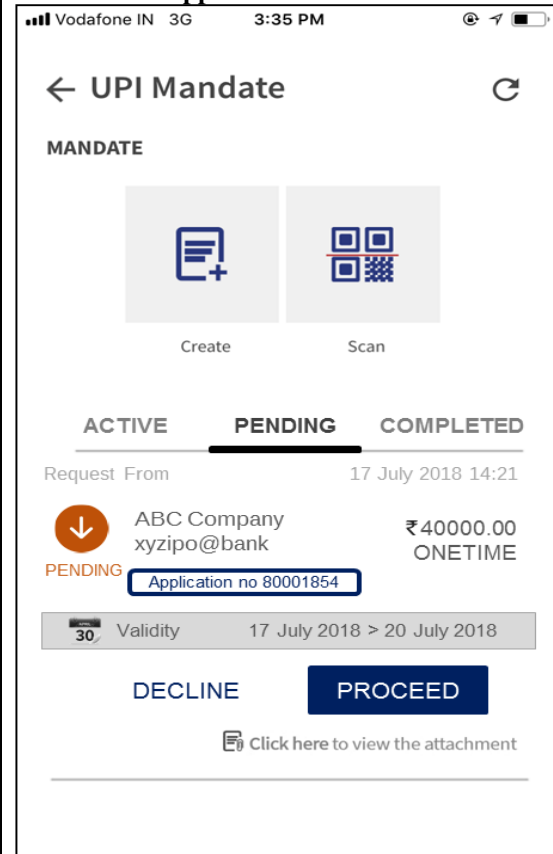 Vodafone IN 3G 3:35 PM
← UPI Mandate
MANDATE
Create Scan
ACTIVE PENDING COMPLETED
Request From 17 July 2018 14:21
ABC Company ₹40000.00
xyzipo@bank ONETIME
PENDING
Application no 80001854
30 Validity 17 July 2018 > 20 July 2018
DECLINE PROCEED
Click here to view the attachment